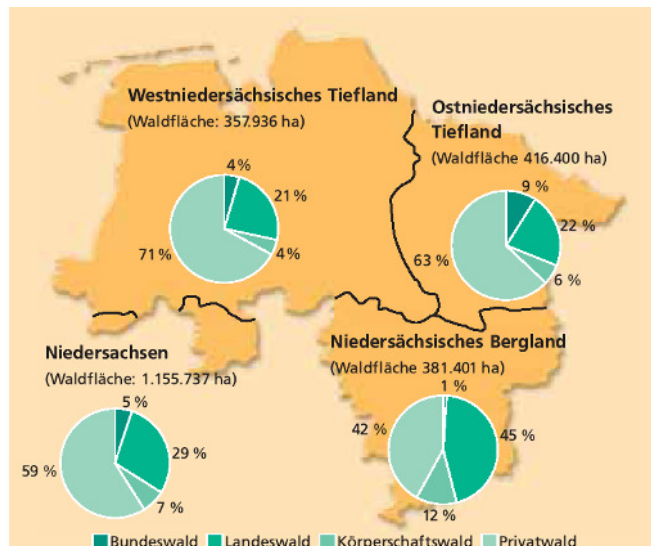 Westniedersächsisches Tiefland
(Waldfläche: 357.936 ha)
4 %
21 %
4 %
71 %
Ostniedersächsisches
Tiefland
(Waldfläche 416.400 ha)
9 %
22 %
6 %
63 %
Niedersachsen
(Waldfläche: 1.155.737 ha)
5 %
29 %
7 %
59 %
Niedersächsisches Bergland
(Waldfläche 381.401 ha)
1 %
45 %
12 %
42 %
Bundeswald Landeswald Körperschaftswald Privatwald